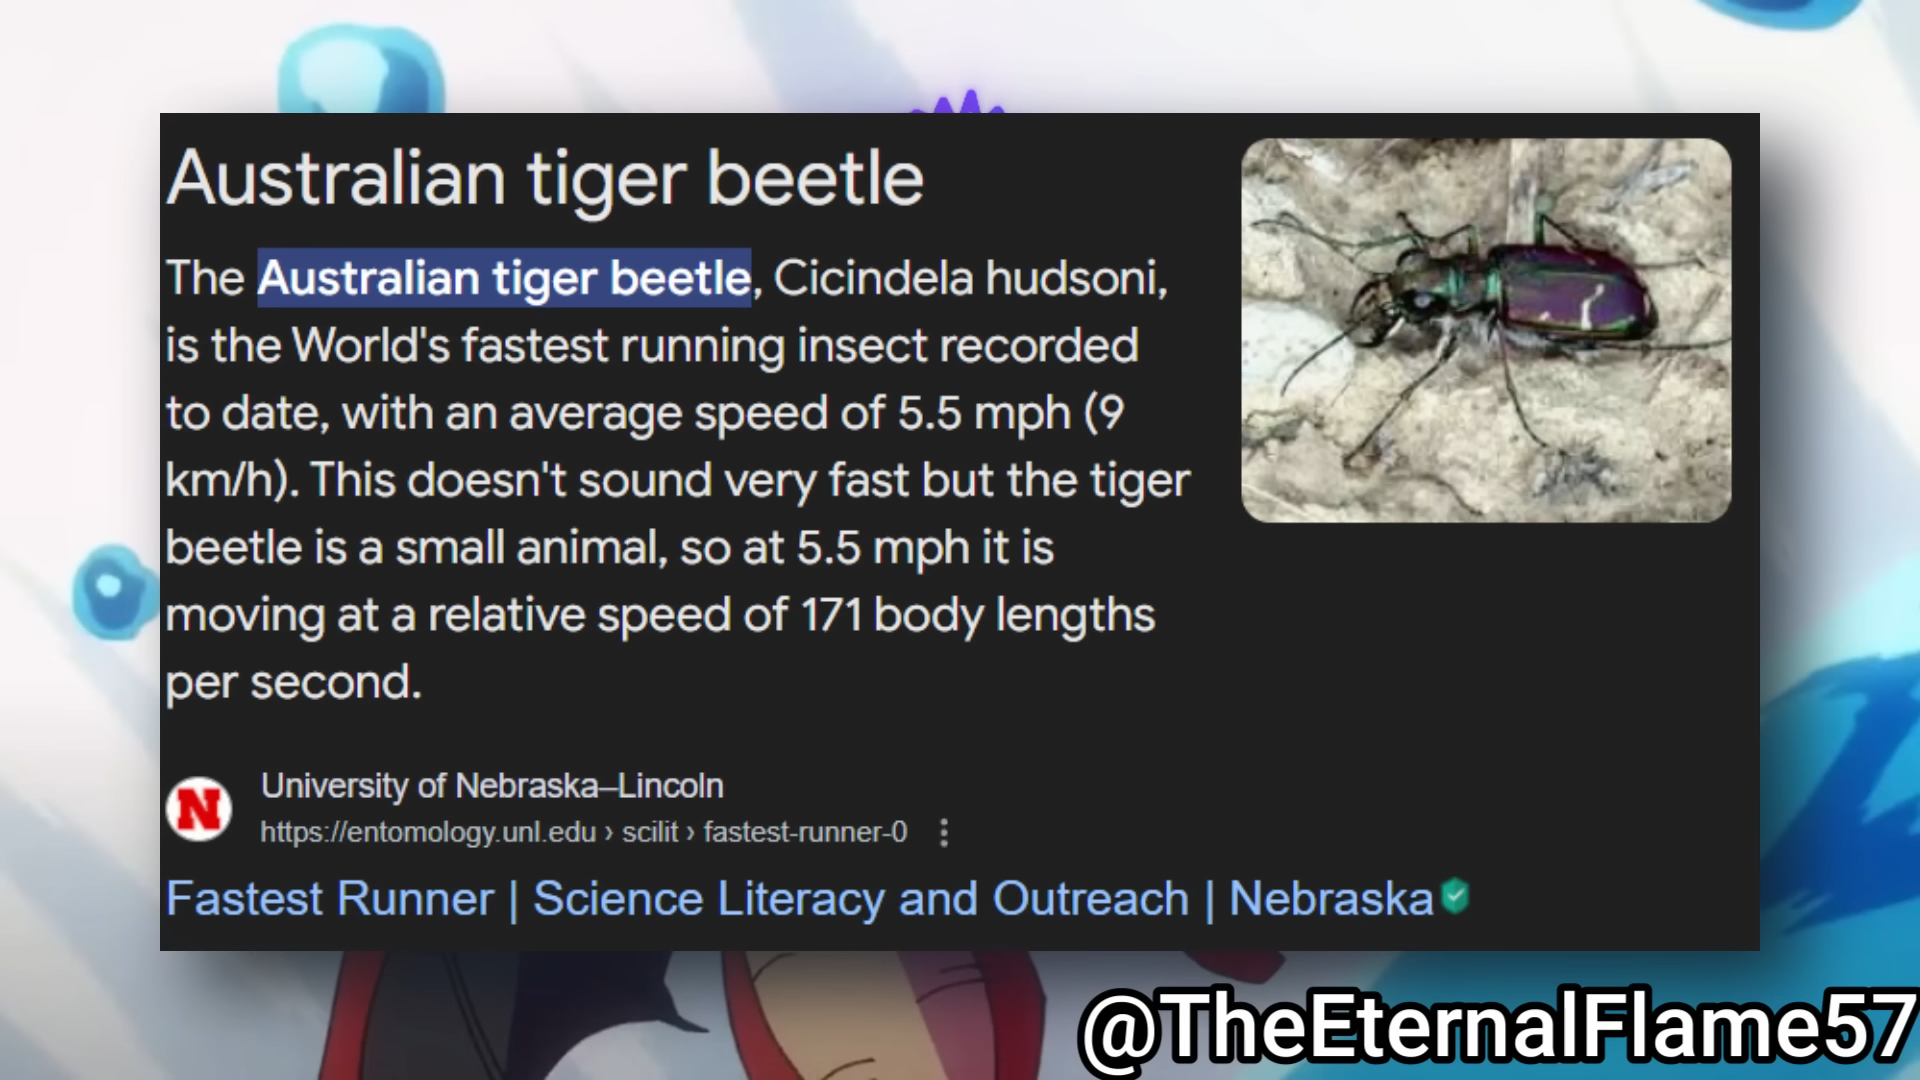 Australian tiger beetle
The Australian tiger beetle, Cicindela hudsoni,
is the World's fastest running insect recorded
to date, with an average speed of 5.5 mph (9
km/h). This doesn't sound very fast but the tiger
beetle is a small animal, so at 5.5 mph it is
moving at a relative speed of 171 body lengths
per second.
N
University of Nebraska–Lincoln
https://entomology.unl.edu › scilit › fastest-runner-0
Fastest Runner | Science Literacy and Outreach | Nebraska
@TheEternalFlame57